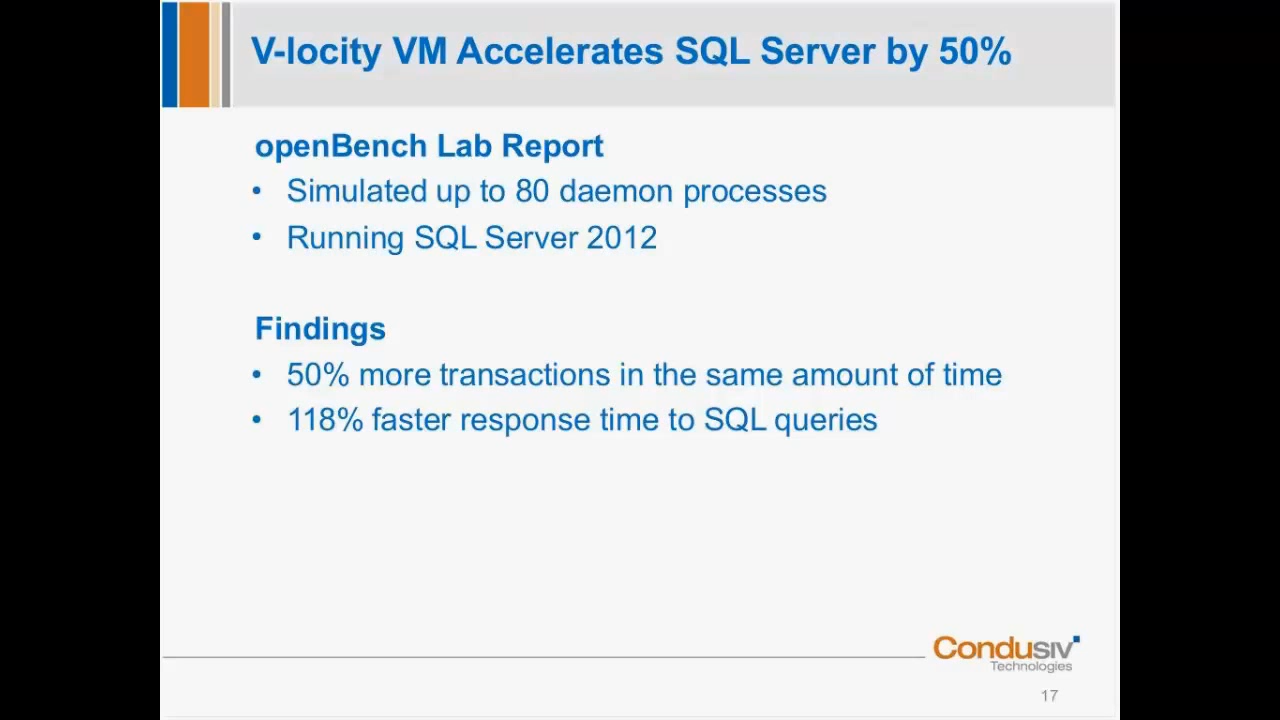 V-locity VM Accelerates SQL Server by 50%
openBench Lab Report
• Simulated up to 80 daemon processes
• Running SQL Server 2012
Findings
• 50% more transactions in the same amount of time
• 118% faster response time to SQL queries
Condusiv
Technologies
17